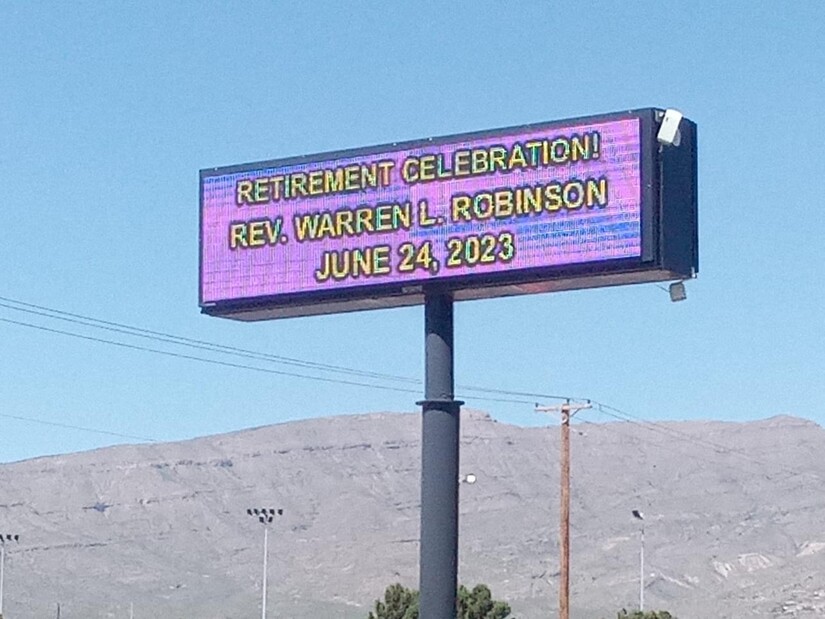 RETIREMENT CELEBRATION!
REV. WARREN L. ROBINSON
JUNE 24, 2023